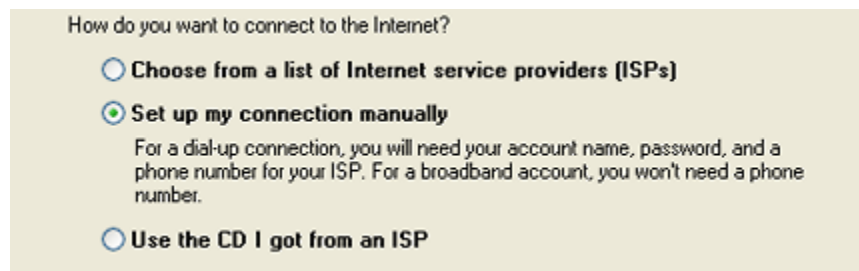 How do you want to connect to the Internet?
Choose from a list of Internet service providers (ISPs)
Set up my connection manually
For a dial-up connection, you will need your account name, password, and a
phone number for your ISP. For a broadband account, you won't need a phone
number.
Use the CD I got from an ISP